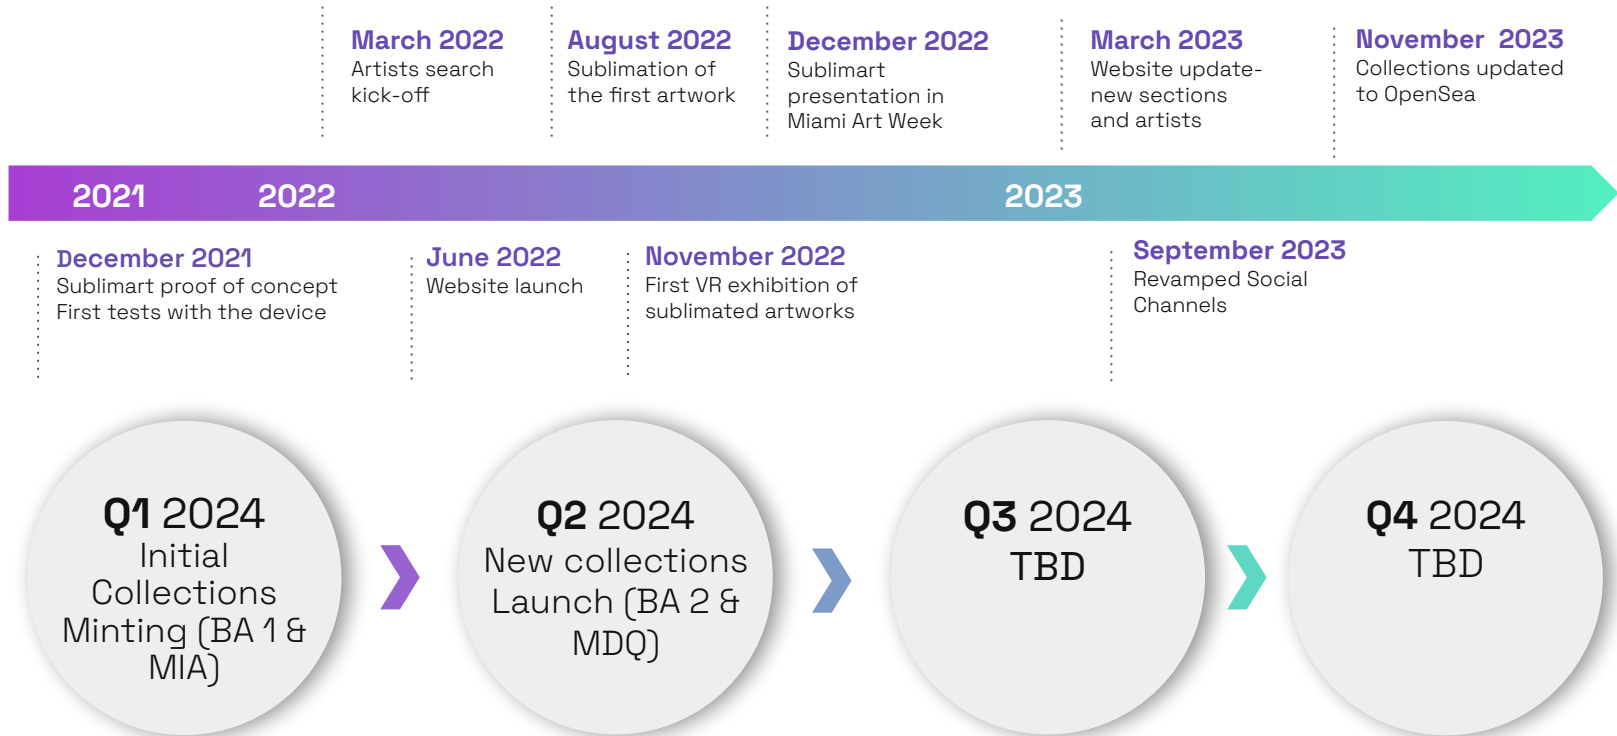 March 2022
Artists search
kick-off
August 2022
Sublimation of
the first artwork
December 2022
Sublimart
presentation in
Miami Art Week
March 2023
Website update-
new sections
and artists
November  2023
Collections updated
to OpenSea
2021
2022
2023
December 2021
Sublimart proof of concept
First tests with the device
June 2022
Website launch
November 2022
First VR exhibition of
sublimated artworks
September 2023
Revamped Social
Channels
Q1 2024
Initial
Collections
Minting (BA 1 &
MIA)
Q2 2024
New collections
Launch (BA 2 &
MDQ)
Q3 2024
TBD
Q4 2024
TBD